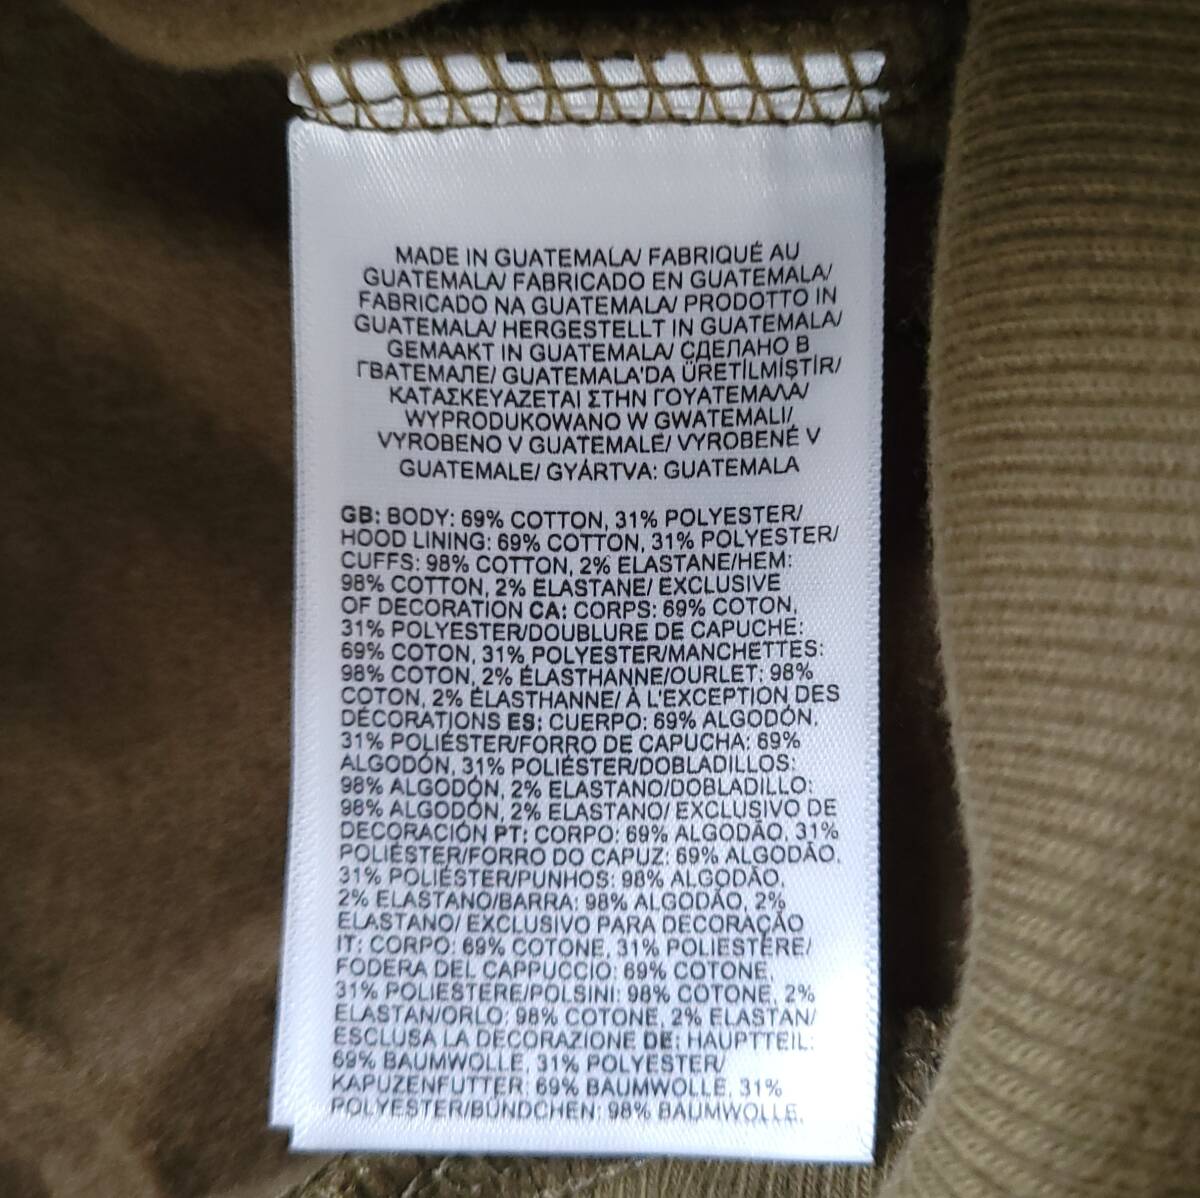 MADE IN GUATEMALA/ FABRIQUÉ AU
GUATEMALA/ FABRICADO EN GUATEMALA/
FABRICADO NA GUATEMALA/ PRODOTTO IN
GUATEMALA/ HERGESTELLT IN GUATEMALA/
GEMAAKT IN GUATEMALA/ СДЕЛАНО В
ГВАТЕМАЛЕ/ GUATEMALA'DA ÜRETİLMİŞTİR/
ΚΑΤΑΣΚΕΥΑΖΕΤΑΙ ΣΤΗΝ ΓΟΥΑΤΕΜΑΛΑ/
WYPRODUKOWANO W GWATEMALI/
VYROBENO V GUATEMALE/ VYROBENÉ V
GUATEMALE/ GYÁRTVA: GUATEMALA
GB: BODY: 69% COTTON, 31% POLYESTER/
HOOD LINING: 69% COTTON, 31% POLYESTER/
CUFFS: 98% COTTON, 2% ELASTANE/HEM:
98% COTTON, 2% ELASTANE/ EXCLUSIVE
OF DECORATION CA: CORPS: 69% COTON,
31% POLYESTER/DOUBLURE DE CAPUCHE:
69% COTON, 31% POLYESTER/MANCHETTES:
98% COTON, 2% ÉLASTHANNE/OURLET: 98%
COTON, 2% ÉLASTHANNE/ À L'EXCEPTION DES
DÉCORATIONS ES: CUERPO: 69% ALGODÓN,
31% POLIÉSTER/FORRO DE CAPUCHA: 69%
ALGODÓN, 31% POLIÉSTER/DOBLADILLOS:
98% ALGODÓN, 2% ELASTANO/DOBLADILLO:
98% ALGODÓN, 2% ELASTANO/ EXCLUSIVO DE
DECORACIÓN PT: CORPO: 69% ALGODÃO, 31%
POLIÉSTER/FORRO DO CAPUZ: 69% ALGODÃO,
31% POLIÉSTER/PUNHOS: 98% ALGODÃO,
2% ELASTANO/BARRA: 98% ALGODÃO, 2%
ELASTANO/ EXCLUSIVO PARA DECORAÇÃO
IT: CORPO: 69% COTONE, 31% POLIESTERE/
FODERA DEL CAPPUCCIO: 69% COTONE,
31% POLIESTERE/POLSINI: 98% COTONE, 2%
ELASTAN/ORLO: 98% COTONE, 2% ELASTAN/
ESCLUSA LA DECORAZIONE DE: HAUPTTEIL:
69% BAUMWOLLE, 31% POLYESTER/
KAPUZENFUTTER: 69% BAUMWOLLE, 31%
POLYESTER/BÜNDCHEN: 98% BAUMWOLLE,